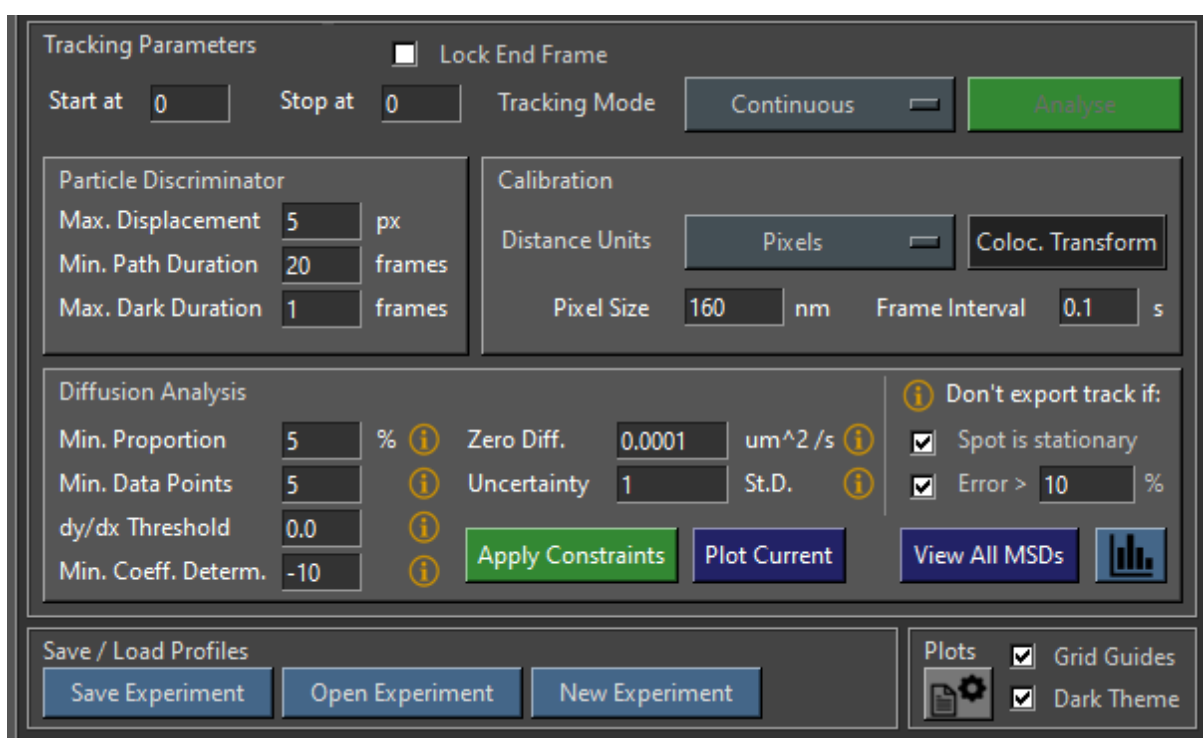 Tracking Parameters
Lock End Frame
Start at 0 Stop at 0 Tracking Mode Continuous Analyse
Particle Discriminator
Max. Displacement 5 px
Min. Path Duration 20 frames
Max. Dark Duration 1 frames
Calibration
Distance Units Pixels Coloc. Transform
Pixel Size 160 nm Frame Interval 0.1 s
Diffusion Analysis
Min. Proportion 5 % i
Min. Data Points 5 i
dy/dx Threshold 0.0 i
Min. Coeff. Determ. -10 i
Zero Diff. 0.0001 um^2 /s i
Uncertainty 1 St.D. i
Apply Constraints Plot Current
i Don't export track if:
Spot is stationary
Error > 10 %
View All MSDs
Save / Load Profiles
Save Experiment Open Experiment New Experiment
Plots
Grid Guides
Dark Theme